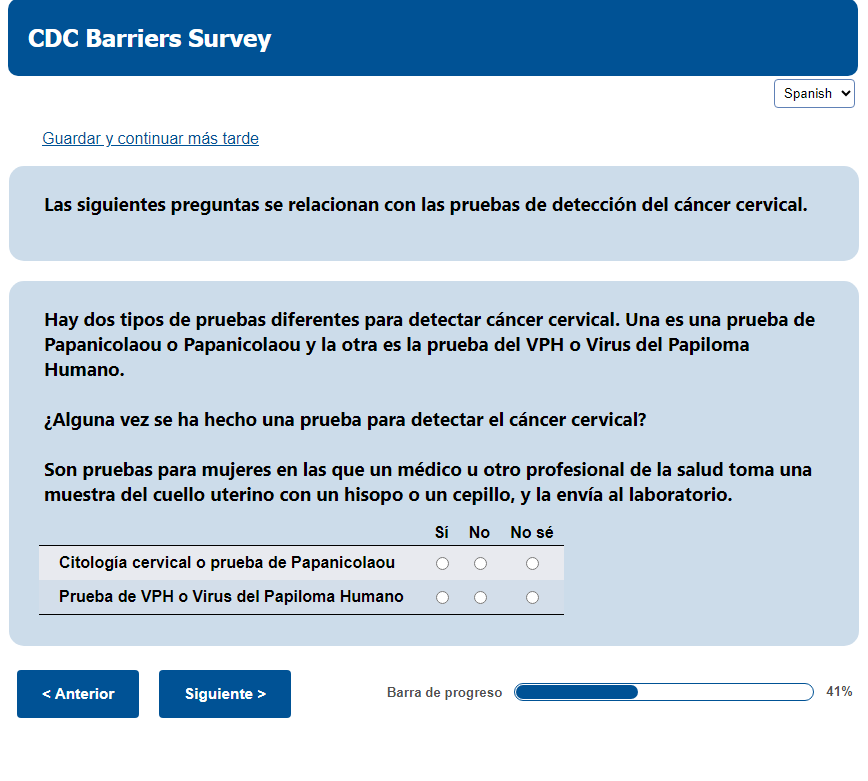 CDC Barriers Survey
Spanish
Guardar y continuar más tarde
Las siguientes preguntas se relacionan con las pruebas de detección del cáncer cervical.
Hay dos tipos de pruebas diferentes para detectar cáncer cervical. Una es una prueba de
Papanicolaou o Papanicolaou y la otra es la prueba del VPH o Virus del Papiloma
Humano.
¿Alguna vez se ha hecho una prueba para detectar el cáncer cervical?
Son pruebas para mujeres en las que un médico u otro profesional de la salud toma una
muestra del cuello uterino con un hisopo o un cepillo, y la envía al laboratorio.
Sí No No sé
Citología cervical o prueba de Papanicolaou
Prueba de VPH o Virus del Papiloma Humano
< Anterior
Siguiente >
Barra de progreso
41%